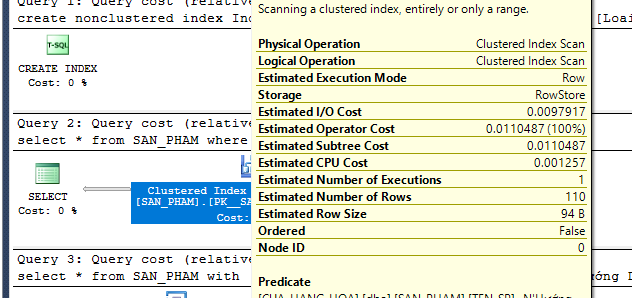 Query 1: Query cost (relative
create nonclustered index Ind
[Loai
T-SQL
CREATE INDEX
Cost: 0 %
Query 2: Query cost (relative
select * from SAN_PHAM where
SELECT
Cost: 0 %
Clustered Index
[SAN_PHAM].[PK__SA
Cost:
Query 3: Query cost (relative
select * from SAN_PHAM with
Scanning a clustered index, entirely or only a range.
Physical Operation Clustered Index Scan
Logical Operation Clustered Index Scan
Estimated Execution Mode Row
Storage RowStore
Estimated I/O Cost 0.0097917
Estimated Operator Cost 0.0110487 (100%)
Estimated Subtree Cost 0.0110487
Estimated CPU Cost 0.001257
Estimated Number of Executions 1
Estimated Number of Rows 110
Estimated Row Size 94 B
Ordered False
Node ID 0
Predicate